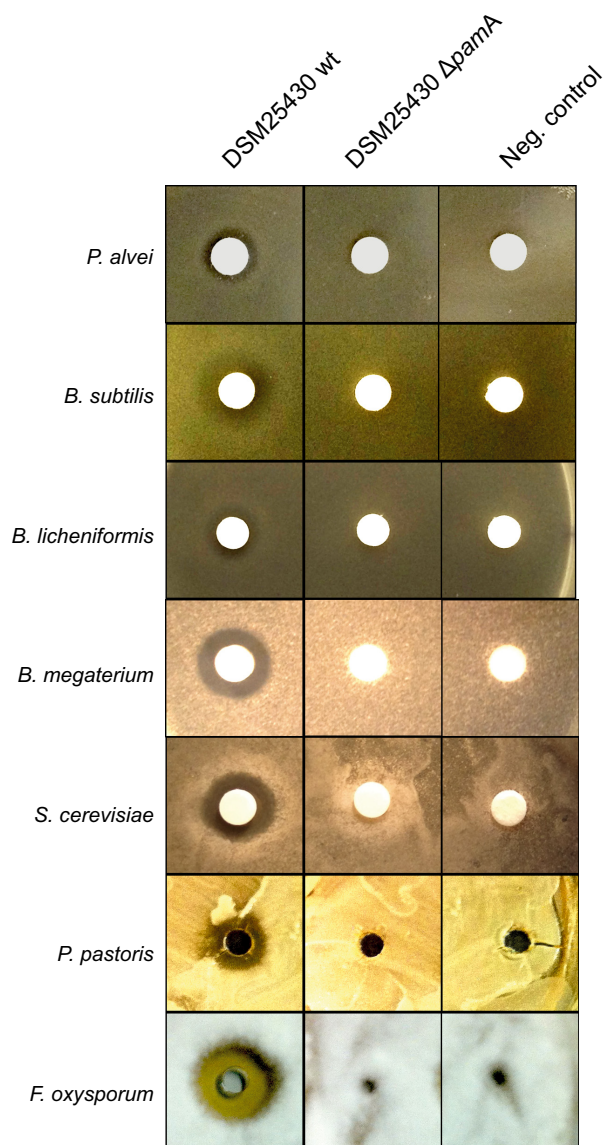 DSM25430 wt
DSM25430 ΔpamA
Neg. control
P. alvei
B. subtilis
B. licheniformis
B. megaterium
S. cerevisiae
P. pastoris
F. oxysporum